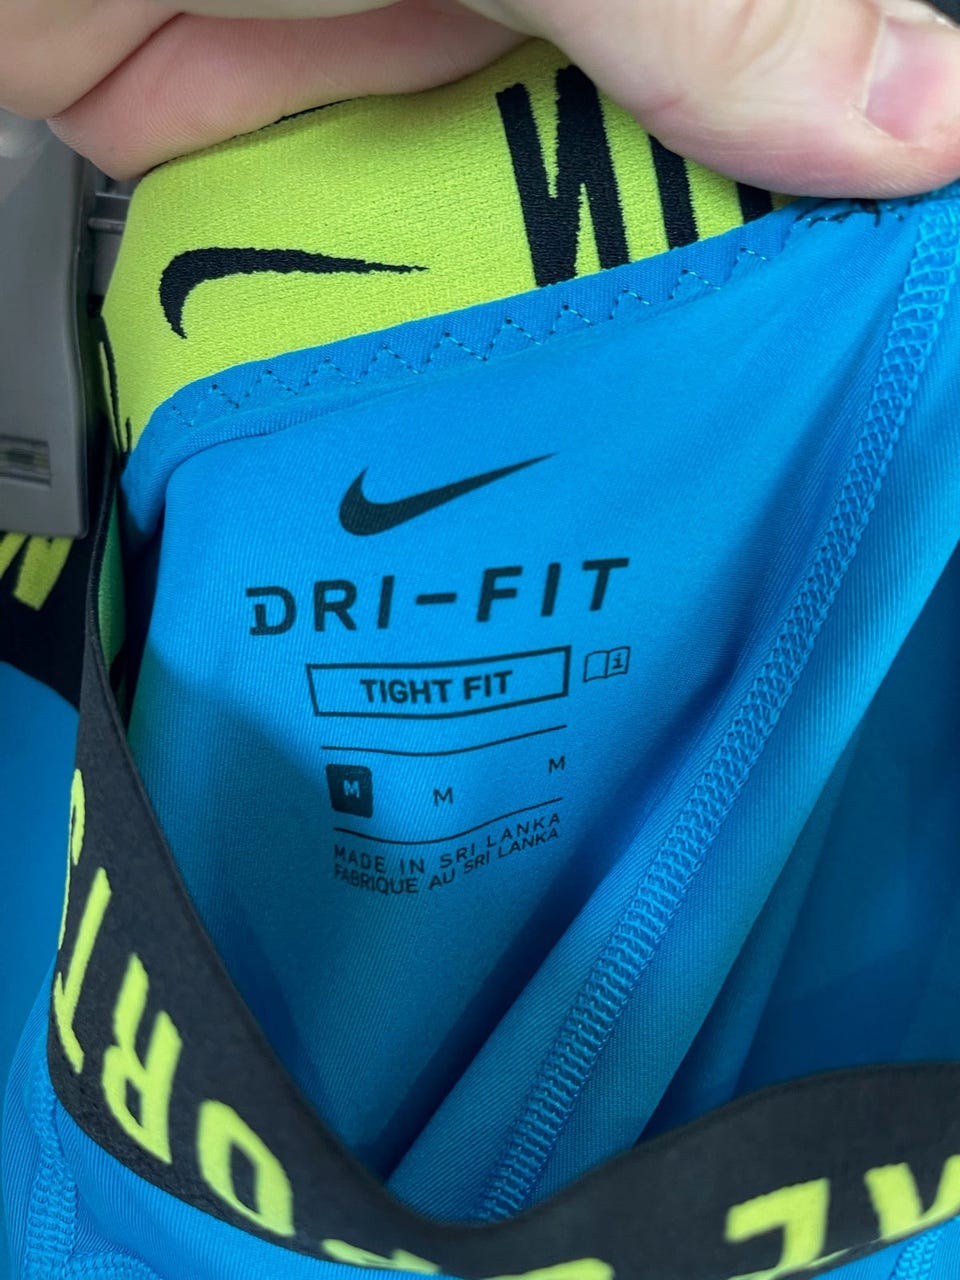 DRI-FIT
TIGHT FIT
M M M
MADE IN SRI LANKA
FABRIQUE AU SRI LANKA